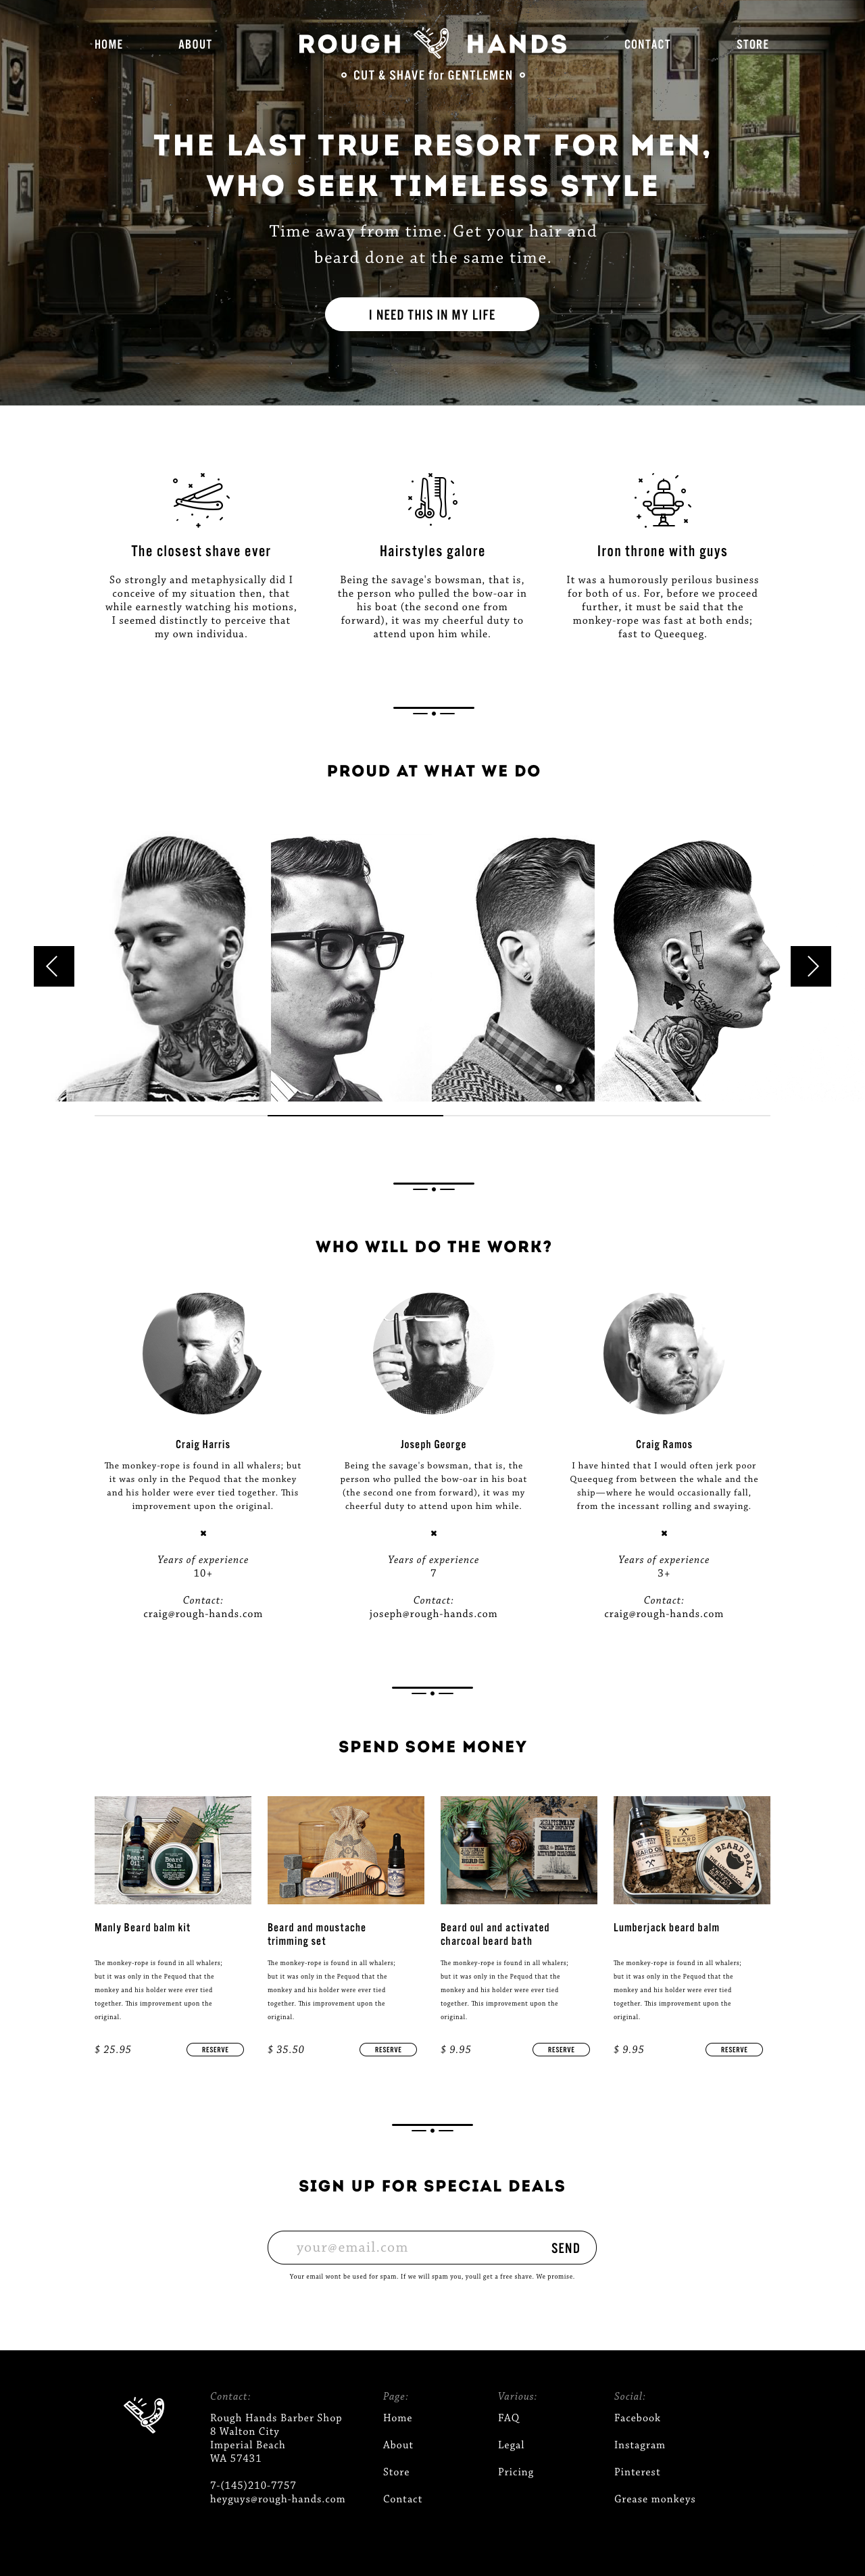 HOME
ABOUT
ROUGH HANDS
CONTACT
STORE
CUT & SHAVE for GENTLEMEN
THE LAST TRUE RESORT FOR MEN,
WHO SEEK TIMELESS STYLE
Time away from time. Get your hair and
beard done at the same time.
I NEED THIS IN MY LIFE
The closest shave ever
So strongly and metaphysically did I
conceive of my situation then, that
while earnestly watching his motions,
I seemed distinctly to perceive that
my own individua.
Hairstyles galore
Being the savage's bowsman, that is,
the person who pulled the bow-oar in
his boat (the second one from
forward), it was my cheerful duty to
attend upon him while.
Iron throne with guys
It was a humorously perilous business
for both of us. For, before we proceed
further, it must be said that the
monkey-rope was fast at both ends;
fast to Queequeg.
PROUD AT WHAT WE DO
WHO WILL DO THE WORK?
Craig Harris
The monkey-rope is found in all whalers; but
it was only in the Pequod that the monkey
and his holder were ever tied together. This
improvement upon the original.
Years of experience
10+
Contact:
craig@rough-hands.com
Joseph George
Being the savage's bowsman, that is, the
person who pulled the bow-oar in his boat
(the second one from forward), it was my
cheerful duty to attend upon him while.
Years of experience
7
Contact:
joseph@rough-hands.com
Craig Ramos
I have hinted that I would often jerk poor
Queequeg from between the whale and the
ship—where he would occasionally fall,
from the incessant rolling and swaying.
Years of experience
3+
Contact:
craig@rough-hands.com
SPEND SOME MONEY
Beard
Oil
Beard
Balm
BEARD OIL
BEARD
BEARD BALM
Manly Beard balm kit
The monkey-rope is found in all whalers;
but it was only in the Pequod that the
monkey and his holder were ever tied
together. This improvement upon the
original.
$ 25.95
RESERVE
Beard and moustache
trimming set
The monkey-rope is found in all whalers;
but it was only in the Pequod that the
monkey and his holder were ever tied
together. This improvement upon the
original.
$ 35.50
RESERVE
Beard oul and activated
charcoal beard bath
The monkey-rope is found in all whalers;
but it was only in the Pequod that the
monkey and his holder were ever tied
together. This improvement upon the
original.
$ 9.95
RESERVE
Lumberjack beard balm
The monkey-rope is found in all whalers;
but it was only in the Pequod that the
monkey and his holder were ever tied
together. This improvement upon the
original.
$ 9.95
RESERVE
SIGN UP FOR SPECIAL DEALS
your@email.com
SEND
Your email wont be used for spam. If we will spam you, youll get a free shave. We promise.
Contact:
Rough Hands Barber Shop
8 Walton City
Imperial Beach
WA 57431
7-(145)210-7757
heyguys@rough-hands.com
Page:
Home
About
Store
Contact
Various:
FAQ
Legal
Pricing
Social:
Facebook
Instagram
Pinterest
Grease monkeys